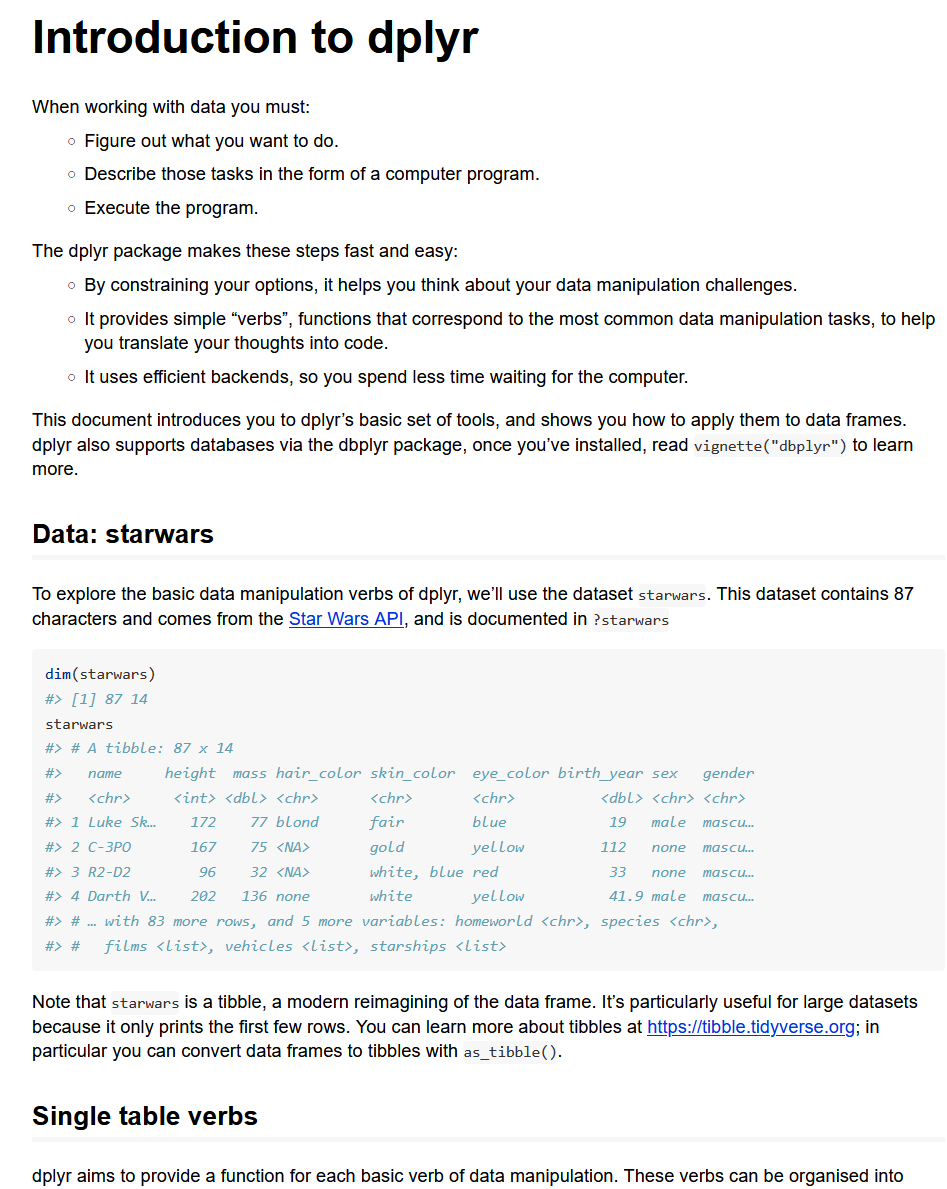 Introduction to dplyr
When working with data you must:
○ Figure out what you want to do.
○ Describe those tasks in the form of a computer program.
○ Execute the program.
The dplyr package makes these steps fast and easy:
○ By constraining your options, it helps you think about your data manipulation challenges.
○ It provides simple “verbs”, functions that correspond to the most common data manipulation tasks, to help
you translate your thoughts into code.
○ It uses efficient backends, so you spend less time waiting for the computer.
This document introduces you to dplyr’s basic set of tools, and shows you how to apply them to data frames.
dplyr also supports databases via the dbplyr package, once you’ve installed, read vignette("dbplyr") to learn
more.
Data: starwars
To explore the basic data manipulation verbs of dplyr, we’ll use the dataset starwars. This dataset contains 87
characters and comes from the Star Wars API, and is documented in ?starwars
dim(starwars)
#> [1] 87 14
starwars
#> # A tibble: 87 x 14
#>   name     height  mass hair_color skin_color  eye_color birth_year sex   gender
#>   <chr>     <int> <dbl> <chr>      <chr>       <chr>          <dbl> <chr> <chr>
#> 1 Luke Sk…    172    77 blond      fair        blue            19   male  mascu…
#> 2 C-3PO       167    75 <NA>       gold        yellow         112   none  mascu…
#> 3 R2-D2        96    32 <NA>       white, blue red             33   none  mascu…
#> 4 Darth V…    202   136 none       white       yellow          41.9 male  mascu…
#> # … with 83 more rows, and 5 more variables: homeworld <chr>, species <chr>,
#> #   films <list>, vehicles <list>, starships <list>
Note that starwars is a tibble, a modern reimagining of the data frame. It’s particularly useful for large datasets
because it only prints the first few rows. You can learn more about tibbles at https://tibble.tidyverse.org; in
particular you can convert data frames to tibbles with as_tibble().
Single table verbs
dplyr aims to provide a function for each basic verb of data manipulation. These verbs can be organised into